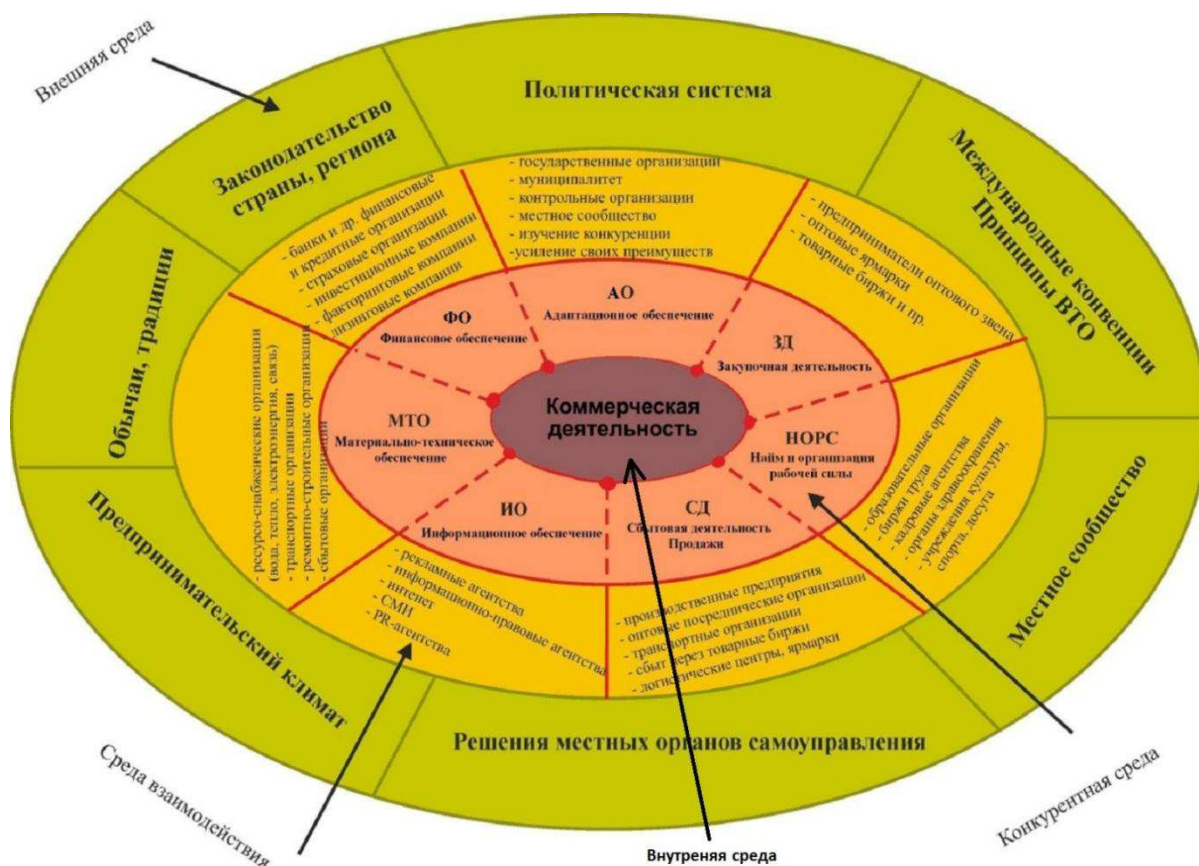 Внешняя среда
Законодательство
страны, региона
Политическая система
Международные конвенции
Принципы ВТО
Обычаи, традиции
- банки и др. финансовые
и кредитные организации
- страховые организации
- инвестиционные компании
- факторинговые компании
- лизинговые компании
- государственные организации
- муниципалитет
- контрольные организации
- местное сообщество
- изучение конкуренции
-усиление своих преимуществ
- предприниматели оптового звена
- оптовые ярмарки
- товарные биржи и пр.
ФО
Финансовое обеспечение
АО
Адаптационное обеспечение
ЗД
Закупочная деятельность
Коммерческая
деятельность
МТО
Материально-техническое
обеспечение
НОРС
Найм и организация
рабочей силы
ИО
Информационное обеспечение
СД
Сбытовая деятельность
Продажи
- ресурсо-снабженческие организации
(вода, тепло, электроэнергия, связь)
- транспортные организации
- ремонтно-строительные организации
- сбытовые организации
- образовательные организации
- биржи труда
- кадровые агентства
- органы здравоохранения
- учреждения культуры,
спорта, досуга
- рекламные агентства
- информационно-правовые агентства
- интенет
- СМИ
- PR-агентства
- производственные предприятия
- оптовые посреднические организации
- транспортные организации
- сбыт через товарные биржи
- логистические центры, ярмарки
Предпринимательский климат
Местное сообщество
Решения местных органов самоуправления
Среда взаимодействия
Конкурентная среда
Внутреняя среда